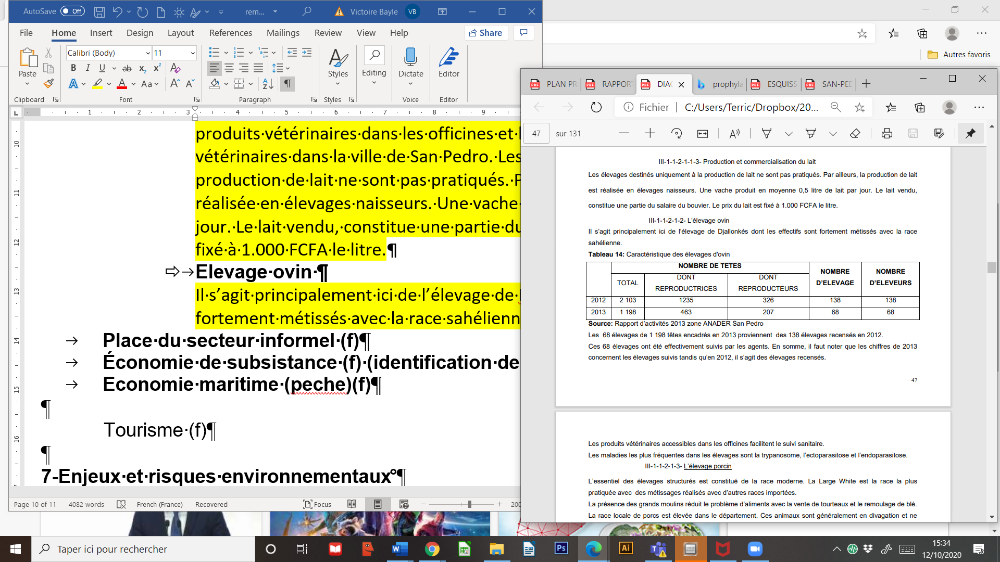 AutoSave Off rem... Victoire Bayle VB
File Home Insert Design Layout References Mailings Review View Help Share
Calibri (Body) 11
Paste Styles Editing Dictate Editor
Clipboard Font Paragraph Styles Voice Editor
1 2 3 4 5 6 7 8 9
produits vétérinaires dans les officines et
vétérinaires dans la ville de San Pedro. Les
production de lait ne sont pas pratiqués. P
réalisée en élevages naisseurs. Une vache
jour. Le lait vendu, constitue une partie du
fixé à 1.000 FCFA le litre.¶
⇨→Elevage ovin ¶
Il s’agit principalement ici de l’élevage de
fortement métissés avec la race sahélienn
→ Place du secteur informel (f)¶
→ Économie de subsistance (f) (identification de
→ Economie maritime (peche)(f)¶
¶
Tourisme (f)¶
¶
7-Enjeux et risques environnementaux°¶
10
11
12
13
14
15
16
Page 10 of 11 4082 words French (France) Recovered Focus 200
Autres favoris
PLAN PR RAPPORT DIAG prophyla ESQUISS SAN-PED
Fichier C:/Users/Terric/Dropbox/20...
47 sur 131
III-1-1-2-1-1-3- Production et commercialisation du lait
Les élevages destinés uniquement à la production de lait ne sont pas pratiqués. Par ailleurs, la production de lait
est réalisée en élevages naisseurs. Une vache produit en moyenne 0,5 litre de lait par jour. Le lait vendu,
constitue une partie du salaire du bouvier. Le prix du lait est fixé à 1.000 FCFA le litre.
III-1-1-2-1-2- L’élevage ovin
Il s’agit principalement ici de l’élevage de Djallonkés dont les effectifs sont fortement métissés avec la race
sahélienne.
Tableau 14: Caractéristique des élevages d'ovin
NOMBRE DE TETES NOMBRE D’ELEVAGE NOMBRE D’ELEVEURS
TOTAL DONT REPRODUCTRICES DONT REPRODUCTEURS
2012 2 103 1235 326 138 138
2013 1 198 463 207 68 68
Source: Rapport d’activités 2013 zone ANADER San Pedro
Les 68 élevages de 1 198 têtes encadrés en 2013 proviennent des 138 élevages recensés en 2012.
Ces 68 élevages ont été effectivement suivis par les agents. En somme, il faut noter que les chiffres de 2013
concernent les élevages suivis tandis qu’en 2012, il s’agit des élevages recensés.
47
Les produits vétérinaires accessibles dans les officines facilitent le suivi sanitaire.
Les maladies les plus fréquentes dans les élevages sont la trypanosome, l’ectoparasitose et l’endoparasitose.
III-1-1-2-1-3- L’élevage porcin
L’essentiel des élevages structurés est constitué de la race moderne. La Large White est la race la plus
pratiquée avec des métissages réalisés avec d’autres races importées.
La présence des grands moulins réduit le problème d’aliments avec la vente de tourteaux et le remoulage de blé.
La race locale de porcs est élevée dans le département. Ces animaux sont généralement en divagation et ne
Taper ici pour rechercher
15:34
12/10/2020